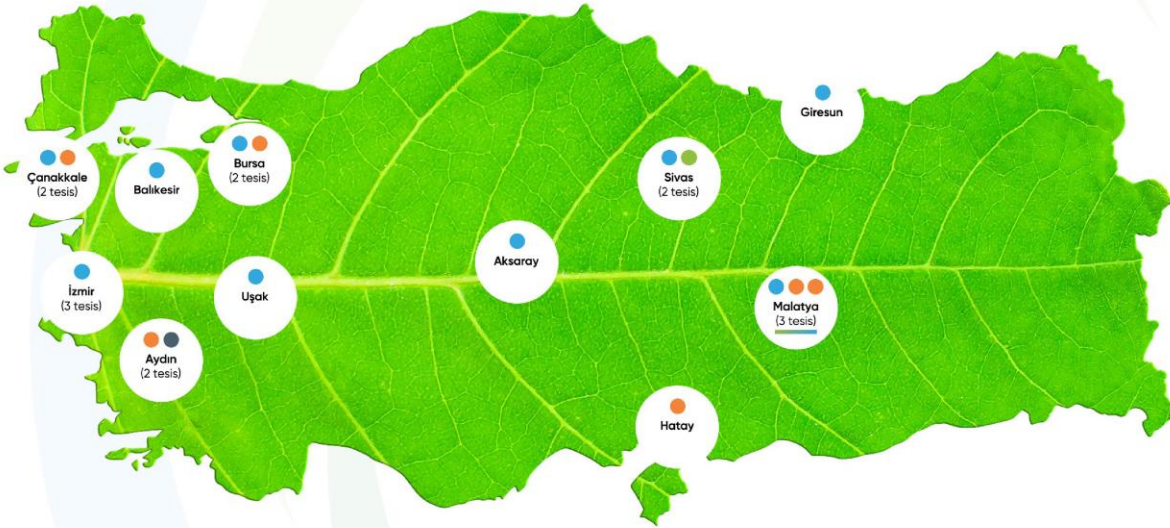 Giresun
Çanakkale
(2 tesis)
Balıkesir
Bursa
(2 tesis)
Sivas
(2 tesis)
Aksaray
İzmir
(3 tesis)
Uşak
Malatya
(3 tesis)
Aydın
(2 tesis)
Hatay